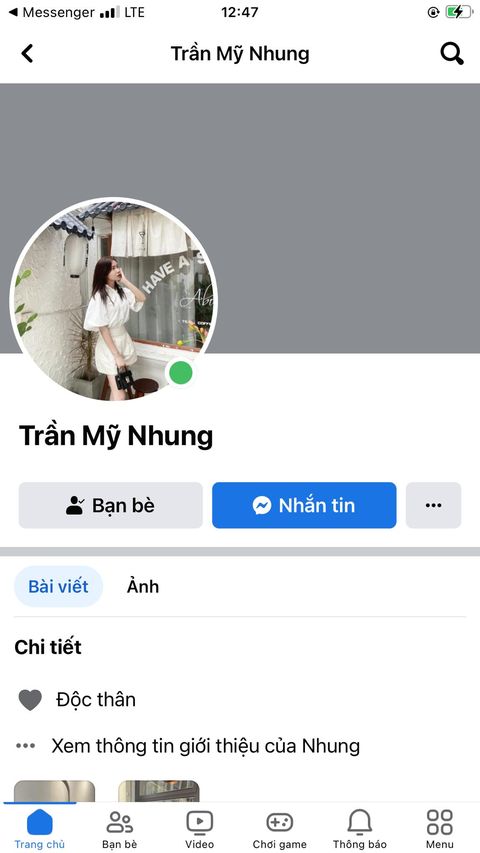 Messenger LTE 12:47
Trần Mỹ Nhung
HAVE A
Trần Mỹ Nhung
Bạn bè
Nhắn tin
Bài viết
Ảnh
Chi tiết
Độc thân
Xem thông tin giới thiệu của Nhung
Trang chủ
Bạn bè
Video
Chơi game
Thông báo
Menu